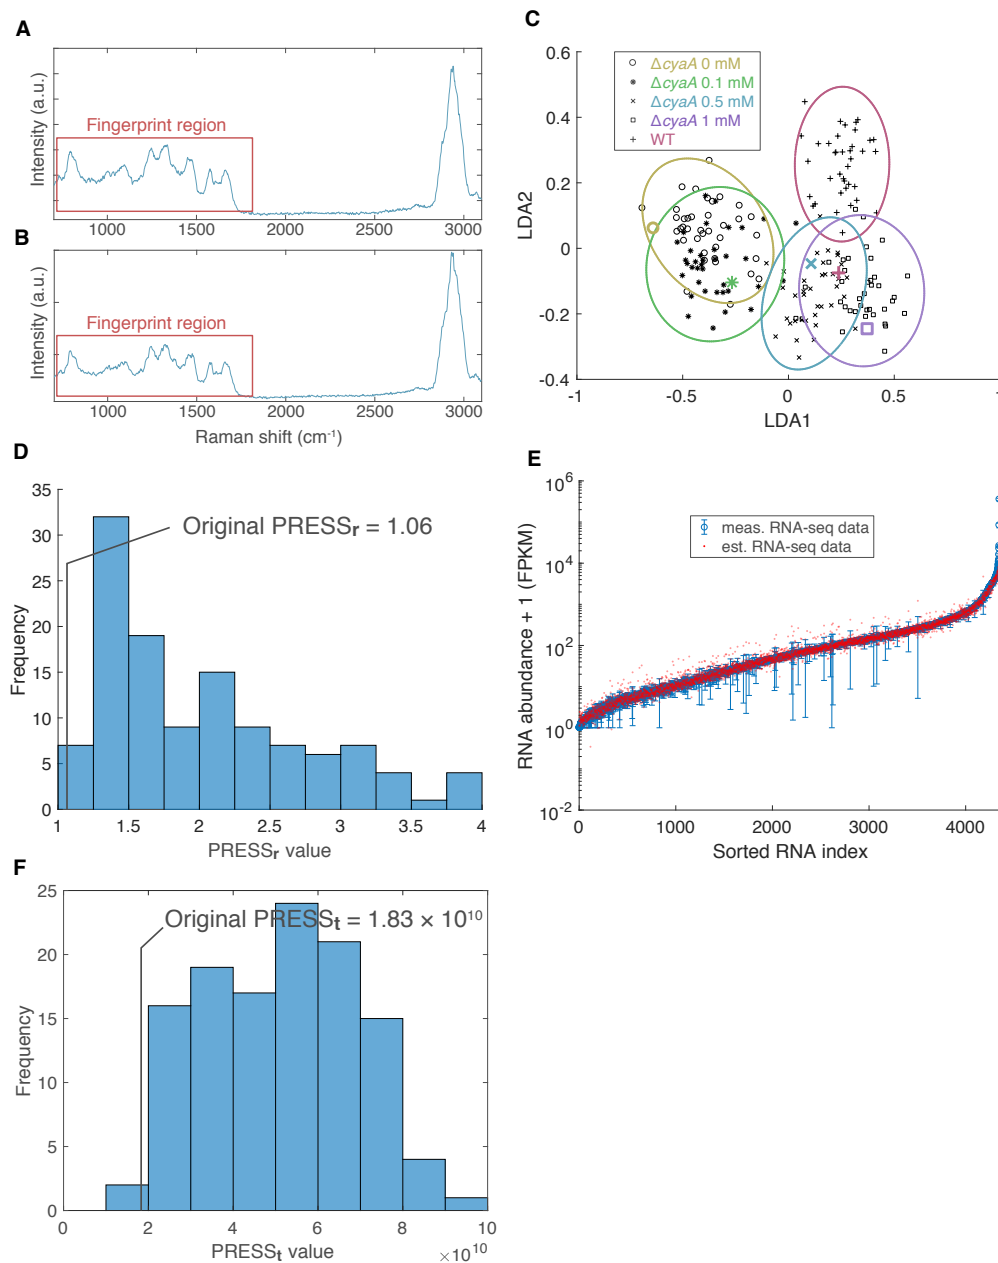 A
Intensity (a.u.)
Fingerprint region
1000 1500 2000 2500 3000
B
Intensity (a.u.)
Fingerprint region
1000 1500 2000 2500 3000
Raman shift (cm⁻¹)
C
ΔcyaA 0 mM
ΔcyaA 0.1 mM
ΔcyaA 0.5 mM
ΔcyaA 1 mM
WT
LDA2
0.6
0.4
0.2
0
-0.2
-0.4
-1 -0.5 0 0.5 1
LDA1
D
Original PRESSr = 1.06
Frequency
35
30
25
20
15
10
5
0
1 1.5 2 2.5 3 3.5 4
PRESSr value
E
meas. RNA-seq data
est. RNA-seq data
RNA abundance + 1 (FPKM)
10⁶
10⁴
10²
10⁰
10⁻²
0 1000 2000 3000 4000
Sorted RNA index
F
Original PRESSt = 1.83 × 10¹⁰
Frequency
25
20
15
10
5
0
0 2 4 6 8 10
PRESSt value
×10¹⁰